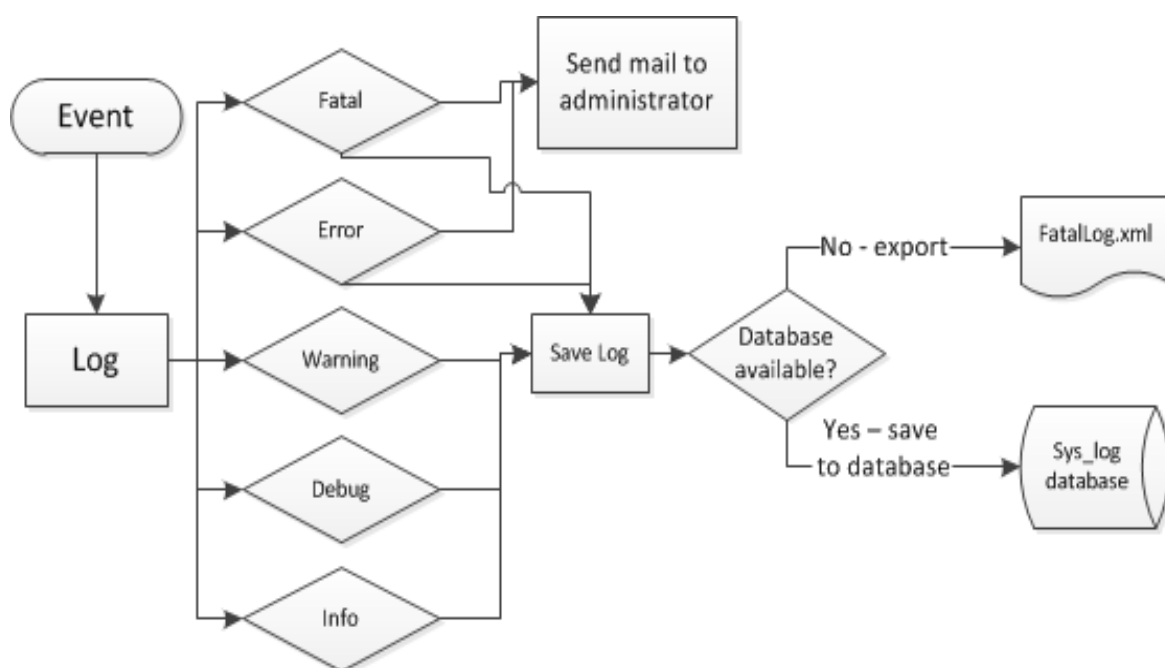 Event
Log
Fatal
Error
Warning
Debug
Info
Send mail to
administrator
Save Log
Database
available?
No - export
FatalLog.xml
Yes – save
to database
Sys_log
database